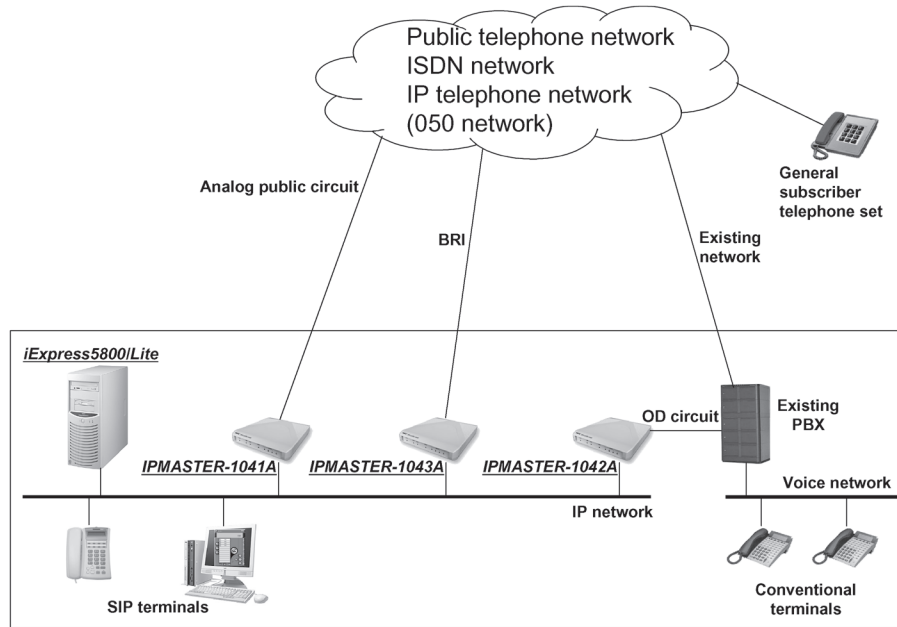 Public telephone network
ISDN network
IP telephone network
(050 network)
General
subscriber
telephone set
Analog public circuit
BRI
Existing
network
iExpress5800/Lite
OD circuit
Existing
PBX
IPMASTER-1041A
IPMASTER-1043A
IPMASTER-1042A
Voice network
IP network
SIP terminals
Conventional
terminals